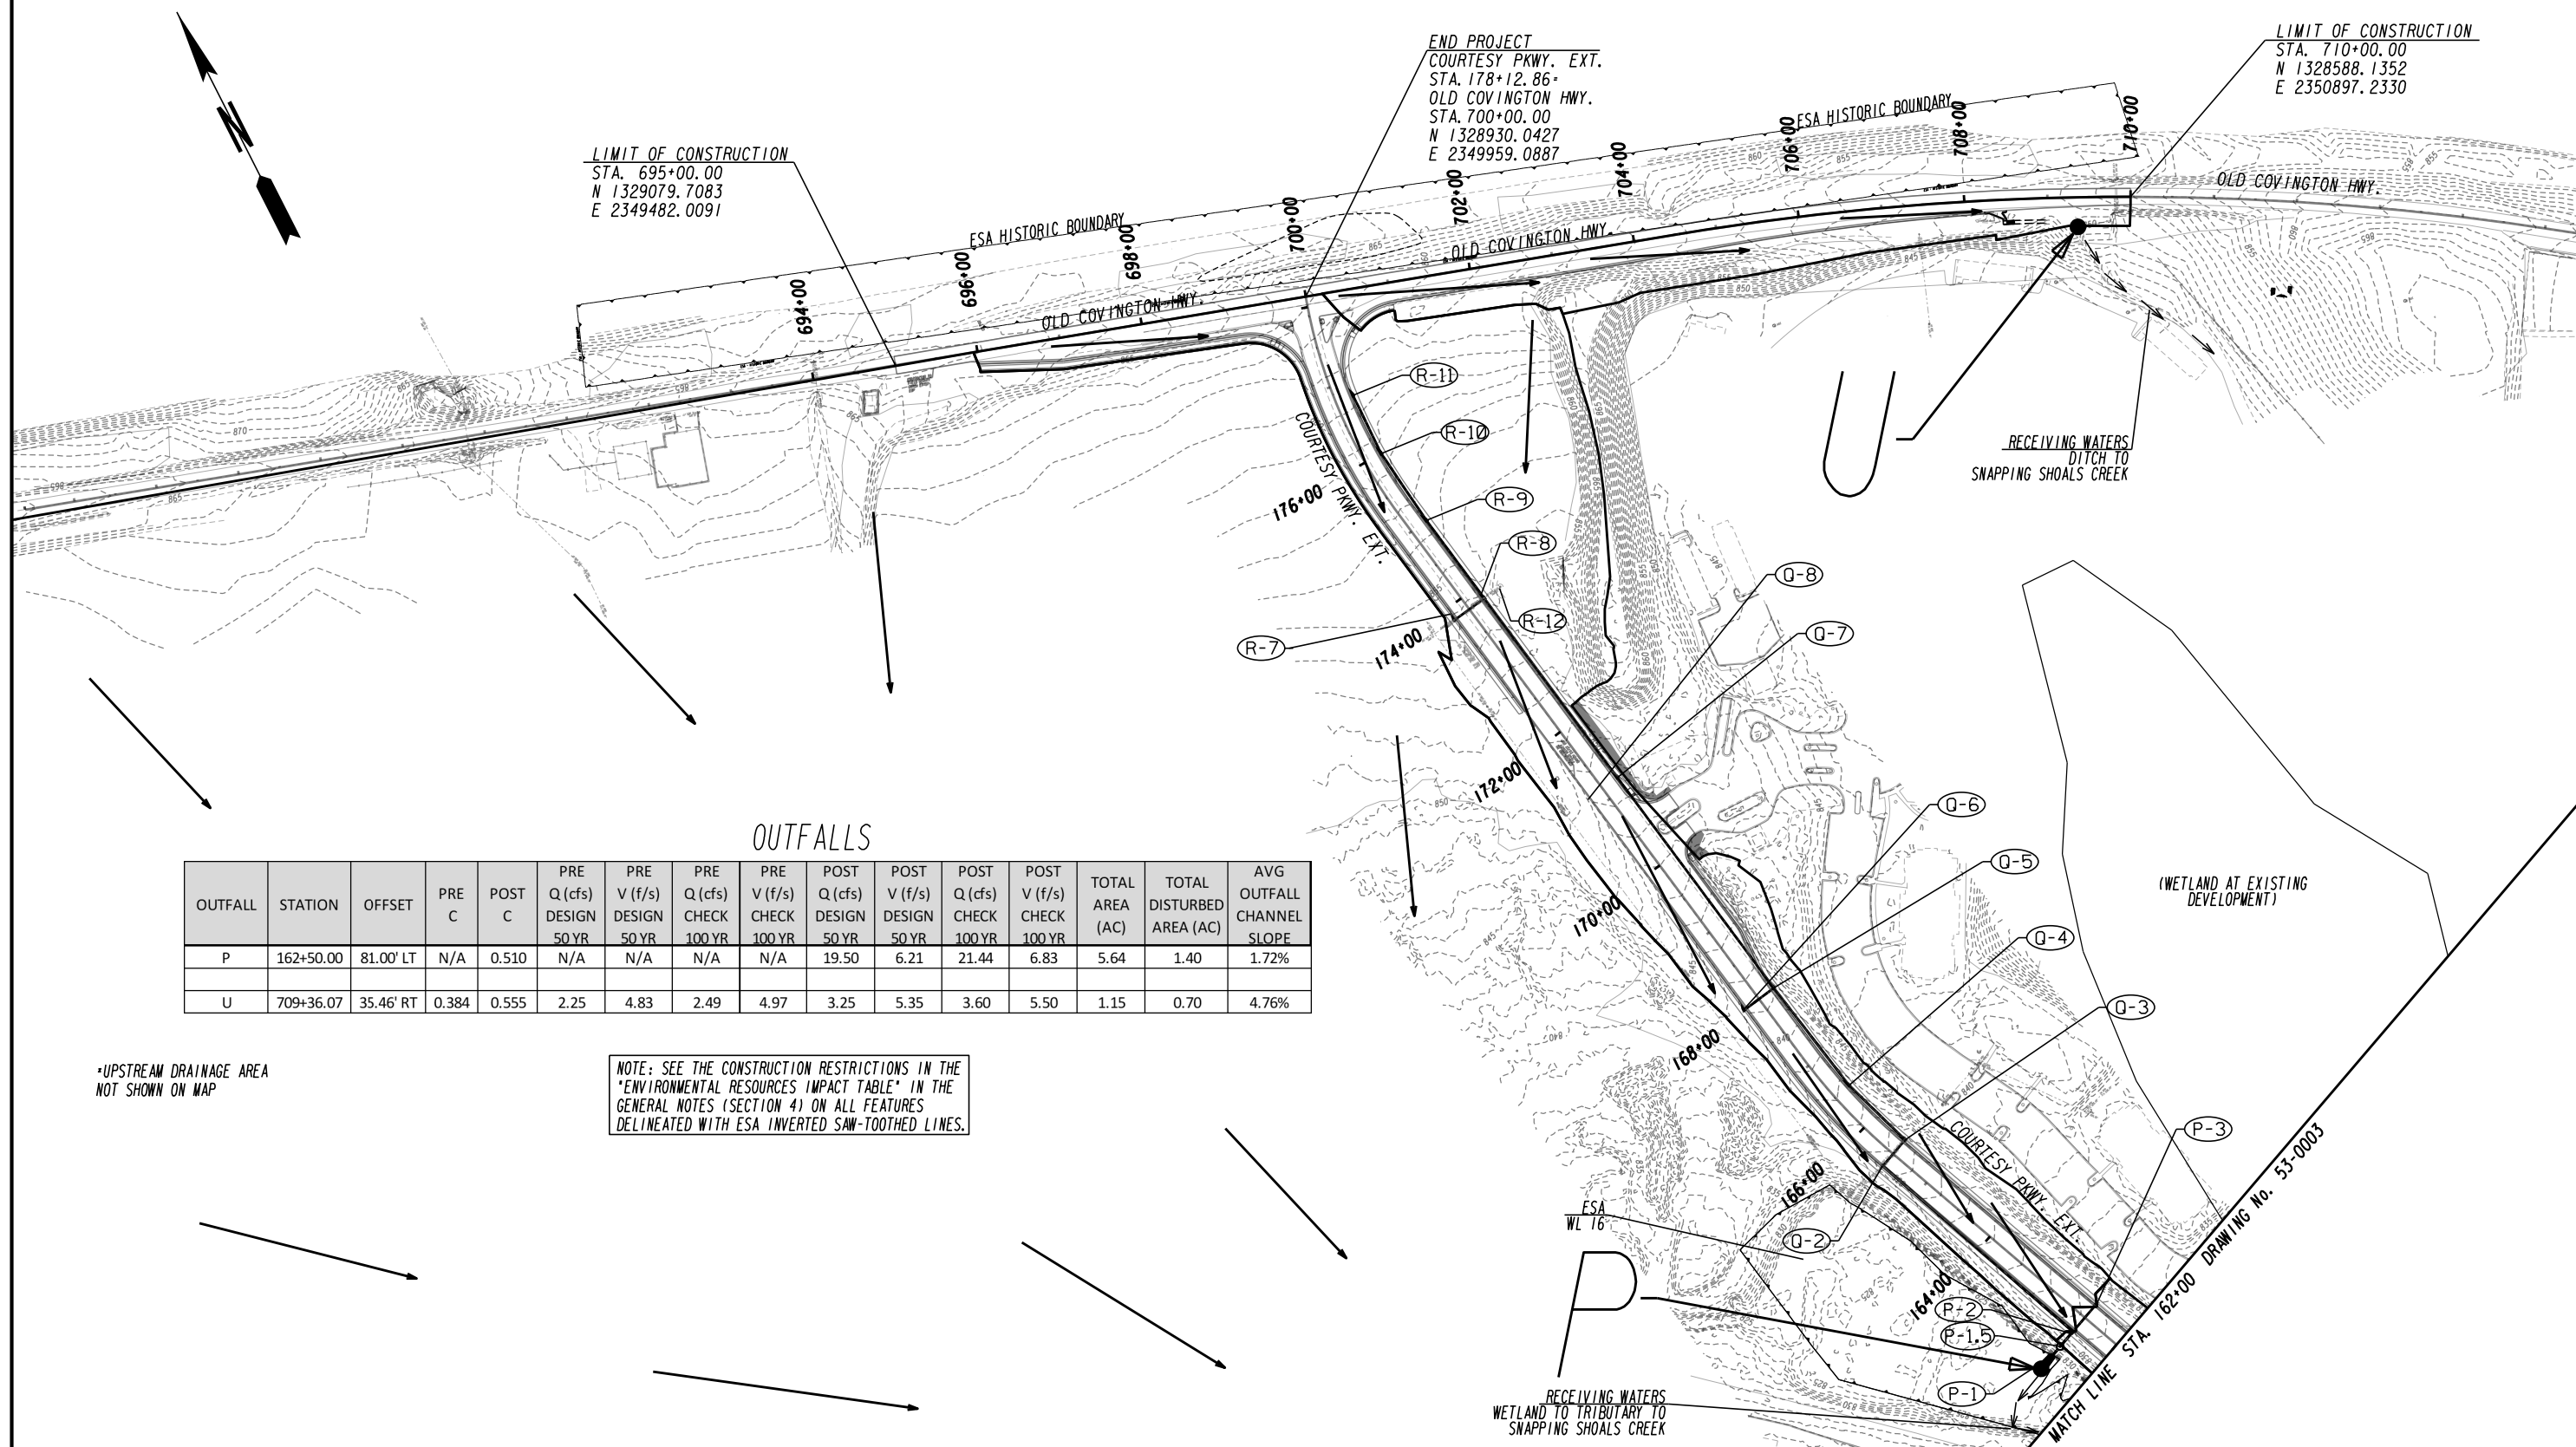 END PROJECT
COURTESY PKWY. EXT.
STA. 178+12.86=
OLD COVINGTON HWY.
STA. 700+00.00
N 1328930.0427
E 2349959.0887
LIMIT OF CONSTRUCTION
STA. 710+00.00
N 1328588.1352
E 2350897.2330
LIMIT OF CONSTRUCTION
STA. 695+00.00
N 1329079.7083
E 2349482.0091
N
ESA HISTORIC BOUNDARY
ESA HISTORIC BOUNDARY
694+00
696+00
698+00
700+00
702+00
704+00
706+00
708+00
710+00
OLD COVINGTON HWY.
OLD COVINGTON HWY.
OLD COVINGTON HWY.
R-11
R-10
R-9
R-8
R-12
R-7
COURTESY PKWY. EXT.
176+00
174+00
172+00
170+00
168+00
166+00
164+00
U
RECEIVING WATERS
DITCH TO
SNAPPING SHOALS CREEK
Q-8
Q-7
Q-6
Q-5
Q-4
Q-3
P-3
Q-2
P-2
P-1.5
P-1
(WETLAND AT EXISTING
DEVELOPMENT)
COURTESY PKWY. EXT.
MATCH LINE STA. 162+00 DRAWING No. 53-0003
ESA
WL 16
P
RECEIVING WATERS
WETLAND TO TRIBUTARY TO
SNAPPING SHOALS CREEK
OUTFALLS
OUTFALL STATION OFFSET PRE C POST C PRE Q (cfs) DESIGN 50 YR PRE V (f/s) DESIGN 50 YR PRE Q (cfs) CHECK 100 YR PRE V (f/s) CHECK 100 YR POST Q (cfs) DESIGN 50 YR POST V (f/s) DESIGN 50 YR POST Q (cfs) CHECK 100 YR POST V (f/s) CHECK 100 YR TOTAL AREA (AC) TOTAL DISTURBED AREA (AC) AVG OUTFALL CHANNEL SLOPE
P 162+50.00 81.00' LT N/A 0.510 N/A N/A N/A N/A 19.50 6.21 21.44 6.83 5.64 1.40 1.72%
U 709+36.07 35.46' RT 0.384 0.555 2.25 4.83 2.49 4.97 3.25 5.35 3.60 5.50 1.15 0.70 4.76%
*UPSTREAM DRAINAGE AREA
NOT SHOWN ON MAP
NOTE: SEE THE CONSTRUCTION RESTRICTIONS IN THE
"ENVIRONMENTAL RESOURCES IMPACT TABLE" IN THE
GENERAL NOTES (SECTION 4) ON ALL FEATURES
DELINEATED WITH ESA INVERTED SAW-TOOTHED LINES.